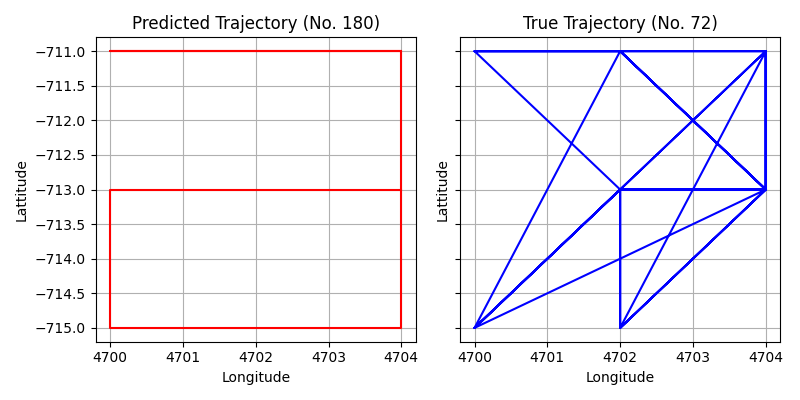 Predicted Trajectory (No. 180)
−711.0
−711.5
−712.0
−712.5
−713.0
−713.5
−714.0
−714.5
−715.0
Lattitude
4700 4701 4702 4703 4704
Longitude
True Trajectory (No. 72)
Lattitude
4700 4701 4702 4703 4704
Longitude